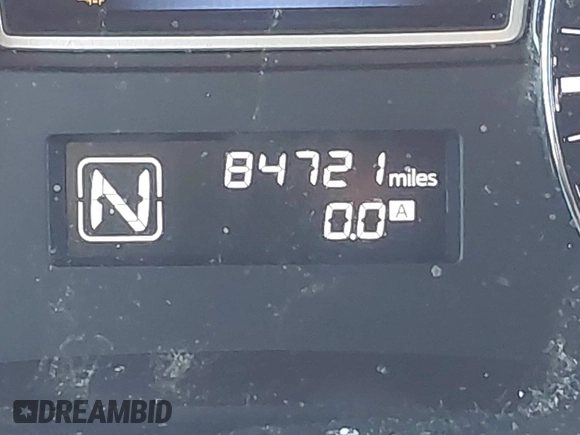 N
84721 miles
0.0 A
DREAMBID